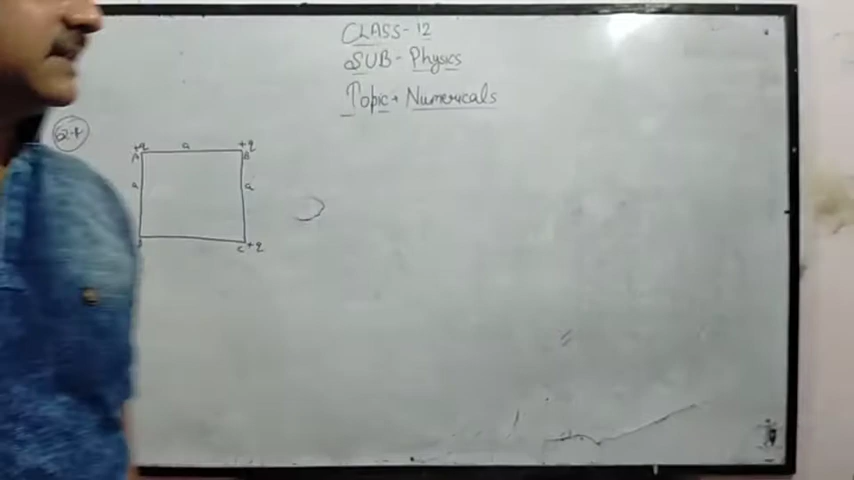 CLASS-12
SUB- Physics
Topic → Numericals
+q a +q
A B
a a
C +q